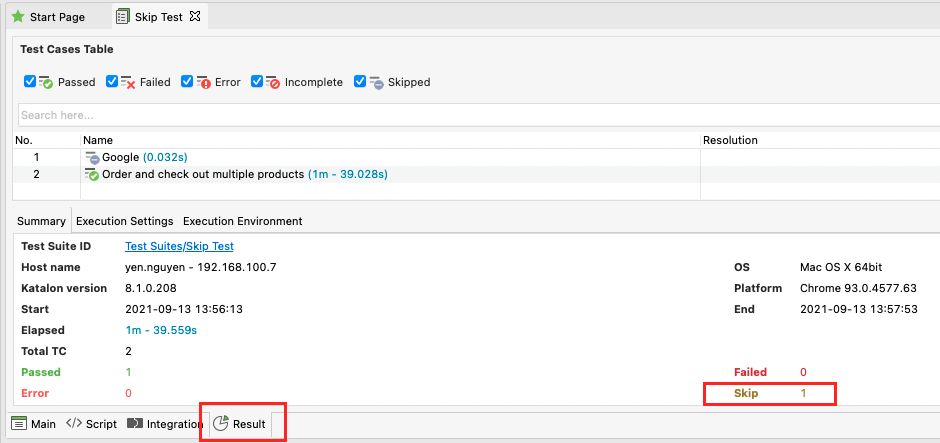 Start Page Skip Test
Test Cases Table
Passed Failed Error Incomplete Skipped
Search here...
No. Name Resolution
1 Google (0.032s)
2 Order and check out multiple products (1m - 39.028s)
Summary Execution Settings Execution Environment
Test Suite ID Test Suites/Skip Test
Host name yen.nguyen - 192.168.100.7 OS Mac OS X 64bit
Katalon version 8.1.0.208 Platform Chrome 93.0.4577.63
Start 2021-09-13 13:56:13 End 2021-09-13 13:57:53
Elapsed 1m - 39.559s
Total TC 2
Passed 1 Failed 0
Error 0 Skip 1
Main Script Integration Result